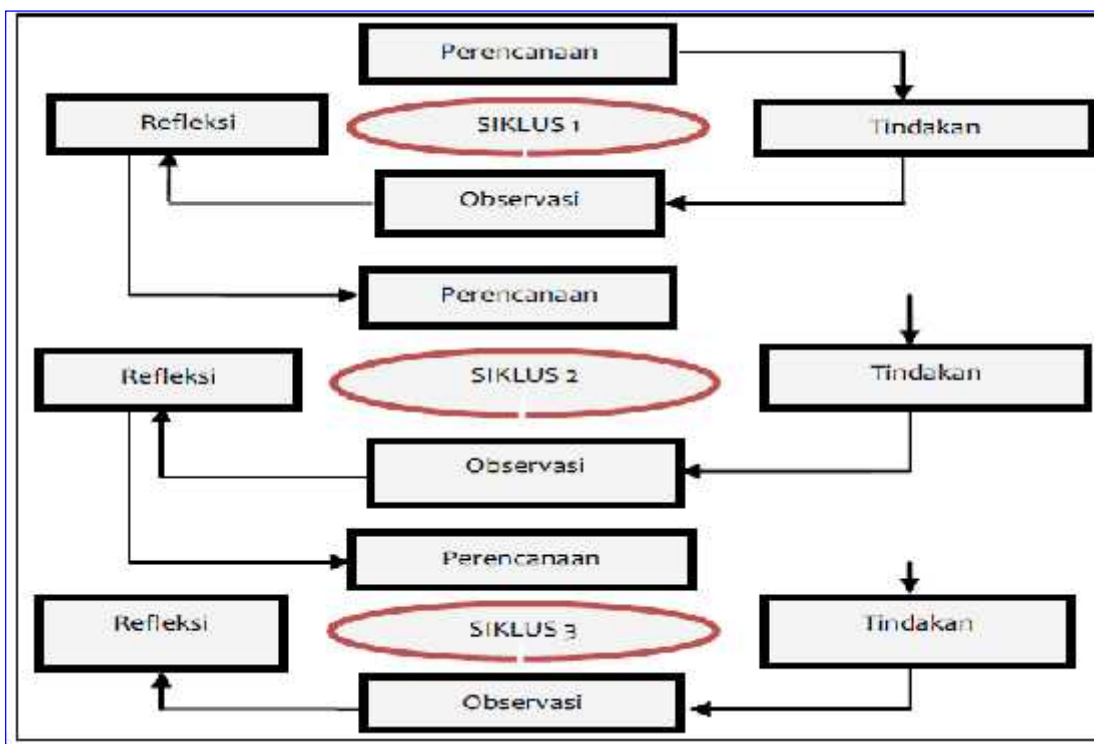 Perencanaan
Refleksi
SIKLUS 1
Tindakan
Observasi
Perencanaan
Refleksi
SIKLUS 2
Tindakan
Observasi
Perencanaan
Refleksi
SIKLUS 3
Tindakan
Observasi